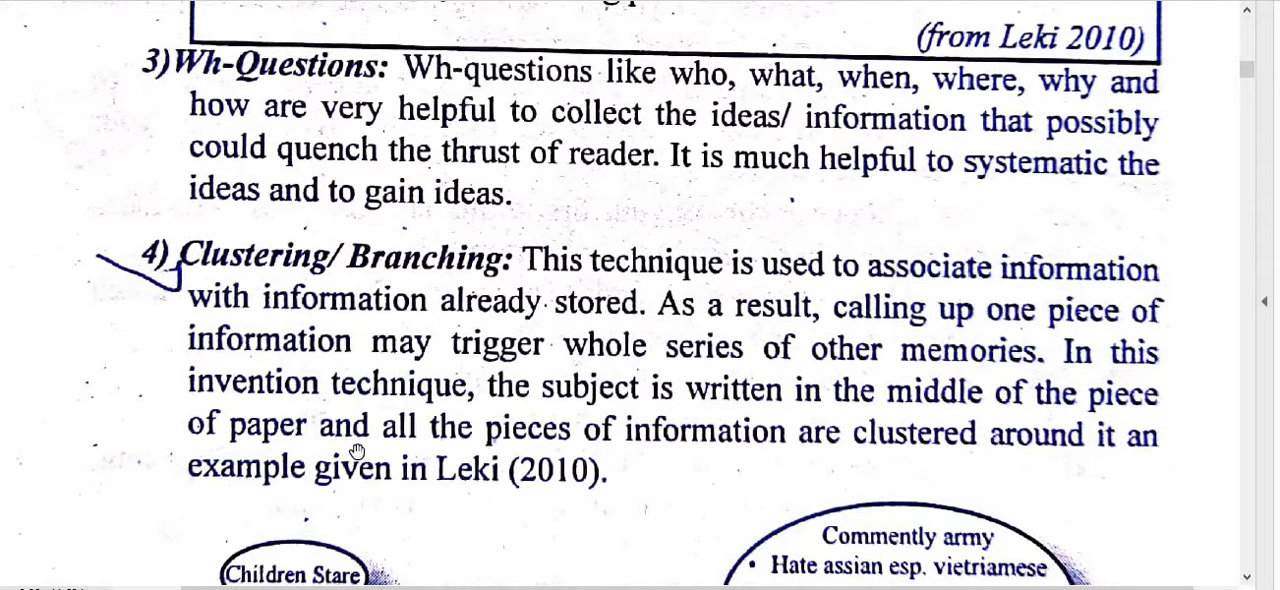 (from Leki 2010)
3) Wh-Questions: Wh-questions like who, what, when, where, why and
how are very helpful to collect the ideas/ information that possibly
could quench the thrust of reader. It is much helpful to systematic the
ideas and to gain ideas.
4) Clustering/ Branching: This technique is used to associate information
with information already stored. As a result, calling up one piece of
information may trigger whole series of other memories. In this
invention technique, the subject is written in the middle of the piece
of paper and all the pieces of information are clustered around it an
example given in Leki (2010).
Commently army
• Hate assian esp. vietriamese
Children Stare